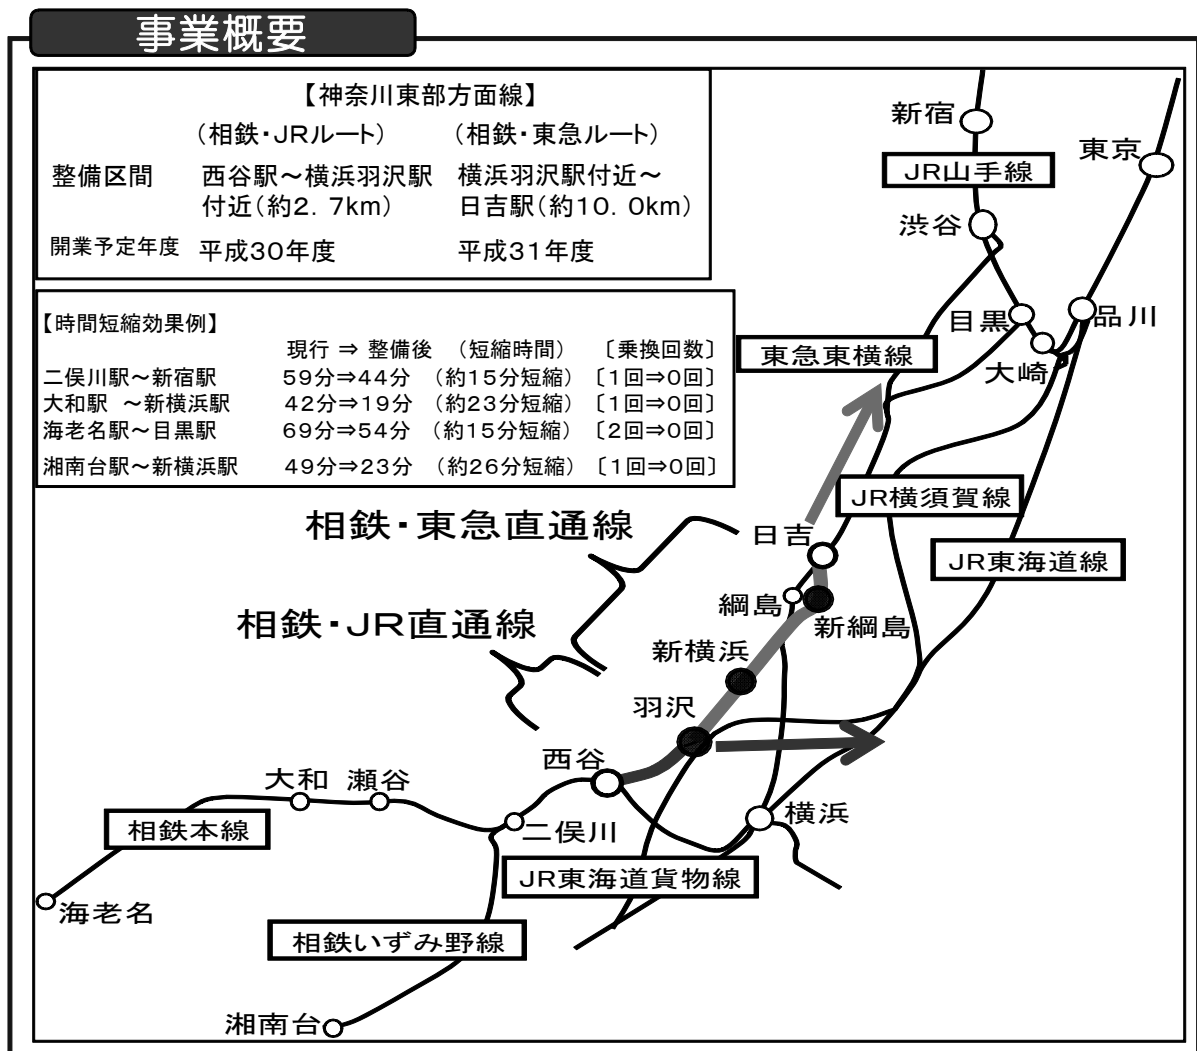 事業概要
【神奈川東部方面線】
(相鉄・JRルート) (相鉄・東急ルート)
整備区間 西谷駅～横浜羽沢駅 横浜羽沢駅付近～
付近(約2.7km) 日吉駅(約10.0km)
開業予定年度 平成30年度 平成31年度
【時間短縮効果例】
現行 ⇒ 整備後 (短縮時間) 〔乗換回数〕
二俣川駅～新宿駅 59分⇒44分 (約15分短縮) 〔1回⇒0回〕
大和駅 ～新横浜駅 42分⇒19分 (約23分短縮) 〔1回⇒0回〕
海老名駅～目黒駅 69分⇒54分 (約15分短縮) 〔2回⇒0回〕
湘南台駅～新横浜駅 49分⇒23分 (約26分短縮) 〔1回⇒0回〕
新宿
東京
JR山手線
渋谷
目黒
品川
東急東横線
大崎
JR横須賀線
相鉄・東急直通線
日吉
JR東海道線
綱島
相鉄・JR直通線
新綱島
新横浜
羽沢
西谷
大和 瀬谷
横浜
相鉄本線
二俣川
JR東海道貨物線
海老名
相鉄いずみ野線
湘南台